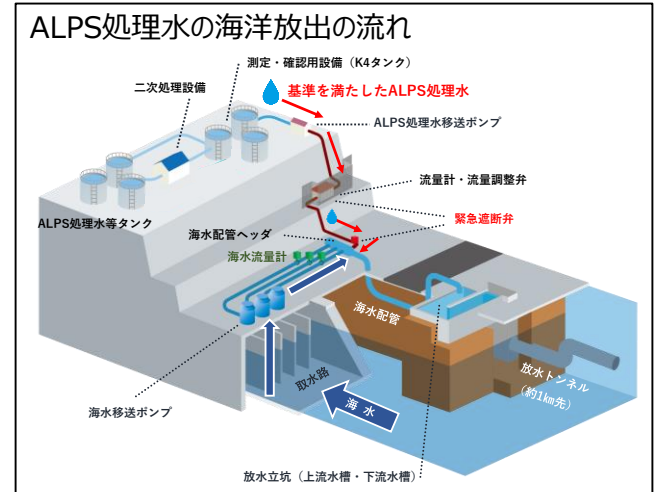 ALPS処理水の海洋放出の流れ
測定・確認用設備（K4タンク）
二次処理設備
基準を満たしたALPS処理水
ALPS処理水移送ポンプ
流量計・流量調整弁
ALPS処理水等タンク
緊急遮断弁
海水配管ヘッダ
海水流量計
海水配管
取水路
放水トンネル
（約1㎞先）
海水移送ポンプ
海 水
放水立坑（上流水槽・下流水槽）